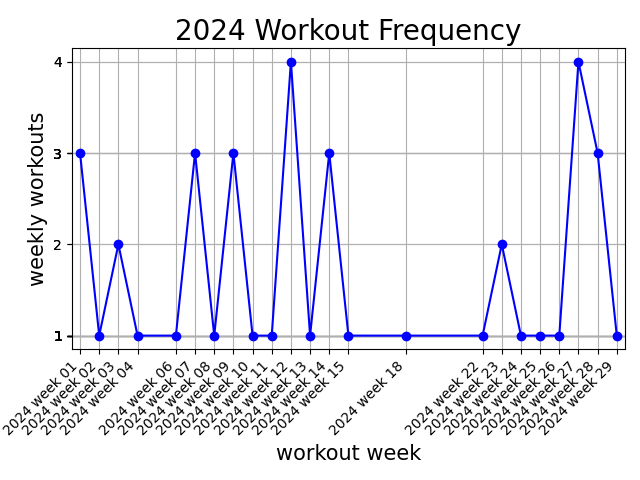 2024 Workout Frequency
weekly workouts
4
3
2
1
2024 week 01
2024 week 02
2024 week 03
2024 week 04
2024 week 06
2024 week 07
2024 week 08
2024 week 09
2024 week 10
2024 week 11
2024 week 12
2024 week 13
2024 week 14
2024 week 15
2024 week 18
2024 week 22
2024 week 23
2024 week 24
2024 week 25
2024 week 26
2024 week 27
2024 week 28
2024 week 29
workout week